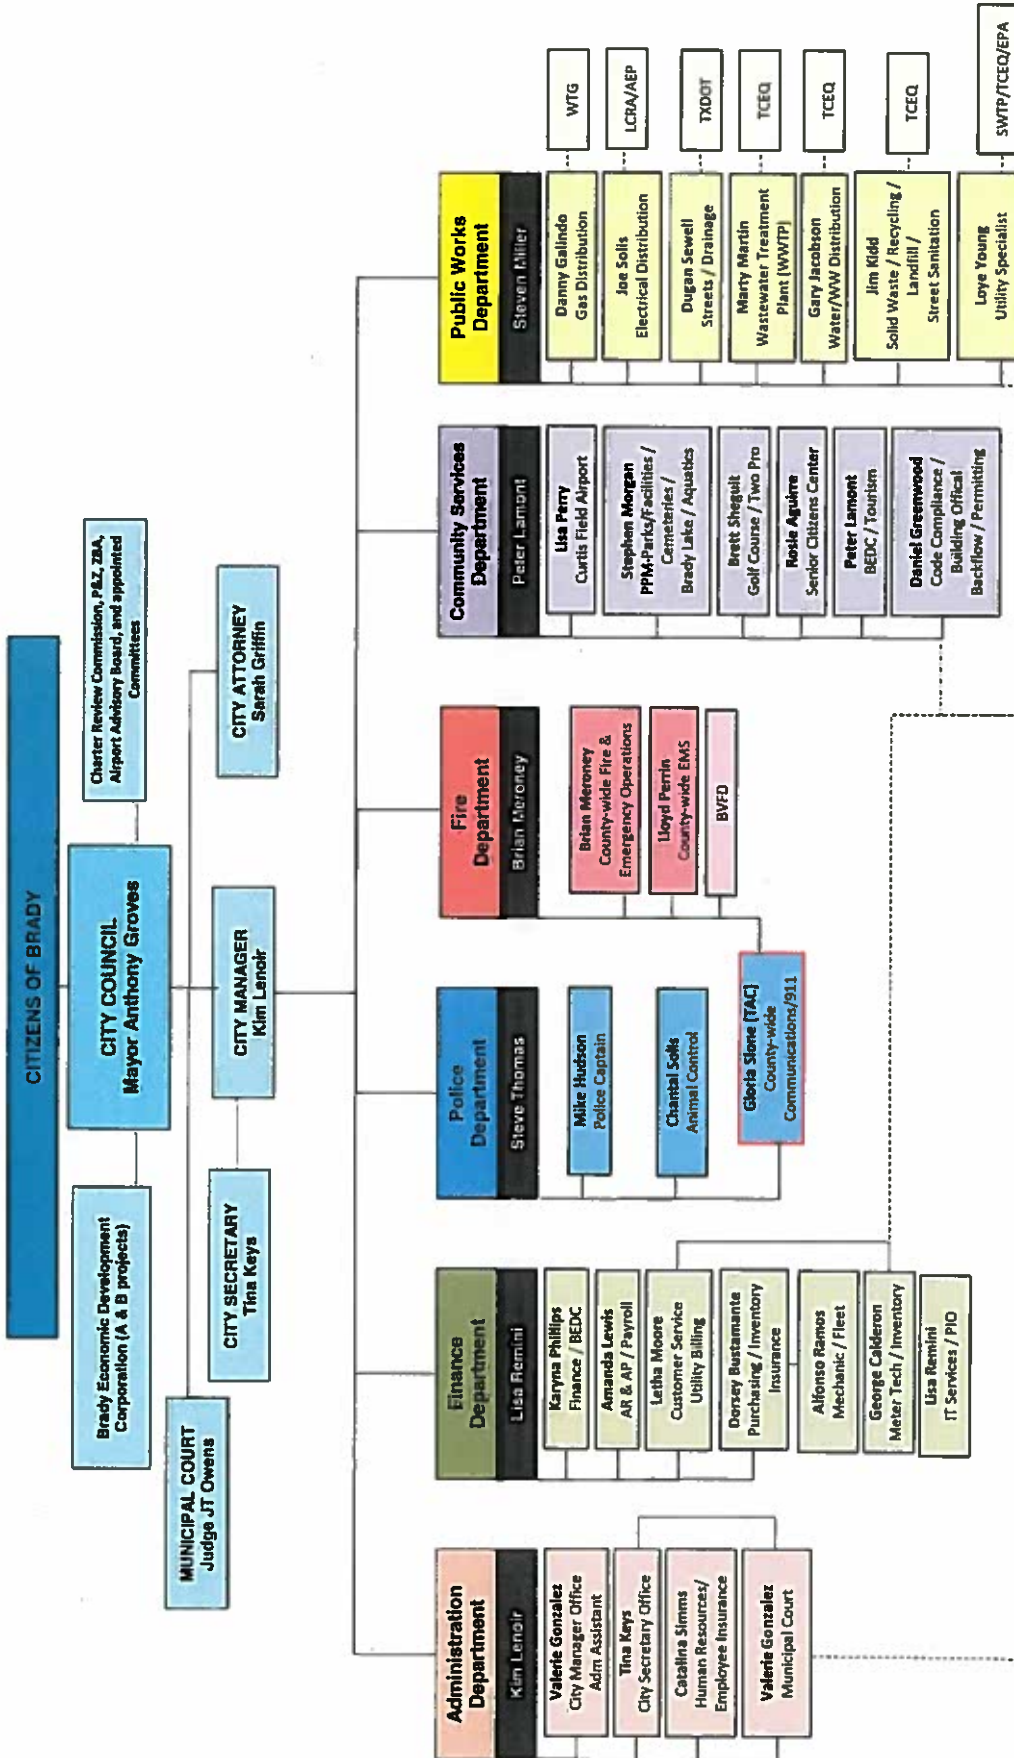 CITIZENS OF BRADY
Charter Review Commission, P&Z, ZBA,
Airport Advisory Board, and appointed
Committees
CITY COUNCIL
Mayor Anthony Groves
Brady Economic Development
Corporation (A & B projects)
MUNICIPAL COURT
Judge JT Owens
CITY SECRETARY
Tina Keys
CITY MANAGER
Kim Lenoir
CITY ATTORNEY
Sarah Griffin
Administration
Department
Kim Lenoir
Valerie Gonzalez
City Manager Office
Adm Assistant
Tina Keys
City Secretary Office
Catalina Simms
Human Resources/
Employee Insurance
Valerie Gonzalez
Municipal Court
Finance
Department
Lisa Remini
Karyna Phillips
Finance / BEDC
Amanda Lewis
AR & AP / Payroll
Letha Moore
Customer Service
Utility Billing
Dorsey Bustamante
Purchasing / Inventory
Insurance
Alfonso Ramos
Mechanic / Fleet
George Calderon
Meter Tech / Inventory
Lisa Remini
IT Services / PIO
Police
Department
Steve Thomas
Mike Hudson
Police Captain
Chantal Solis
Animal Control
Gloria Slone (TAC)
County-wide
Communications/911
Fire
Department
Brian Meroney
Brian Meroney
County-wide Fire &
Emergency Operations
Lloyd Perrin
County-wide EMS
BVFD
Community Services
Department
Peter Lamont
Lisa Perry
Curtis Field Airport
Stephen Morgan
PPM-Parks/Facilities /
Cemeteries /
Brady Lake / Aquatics
Brett Sheguit
Golf Course / Two Pro
Rosie Aguirre
Senior Citizens Center
Peter Lamont
BEDC / Tourism
Daniel Greenwood
Code Compliance /
Building Offical
Backflow / Permitting
Public Works
Department
Steven Miller
Danny Galindo
Gas Distribution
WTG
Joe Solis
Electrical Distribution
LCRA/AEP
Dugan Sewell
Streets / Drainage
TXDOT
Marty Martin
Wastewater Treatment
Plant (WWTP)
TCEQ
Gary Jacobson
Water/WW Distribution
TCEQ
Jim Kidd
Solid Waste / Recycling /
Landfill /
Street Sanitation
TCEQ
Loye Young
Utility Specialist
SWTP/TCEQ/EPA